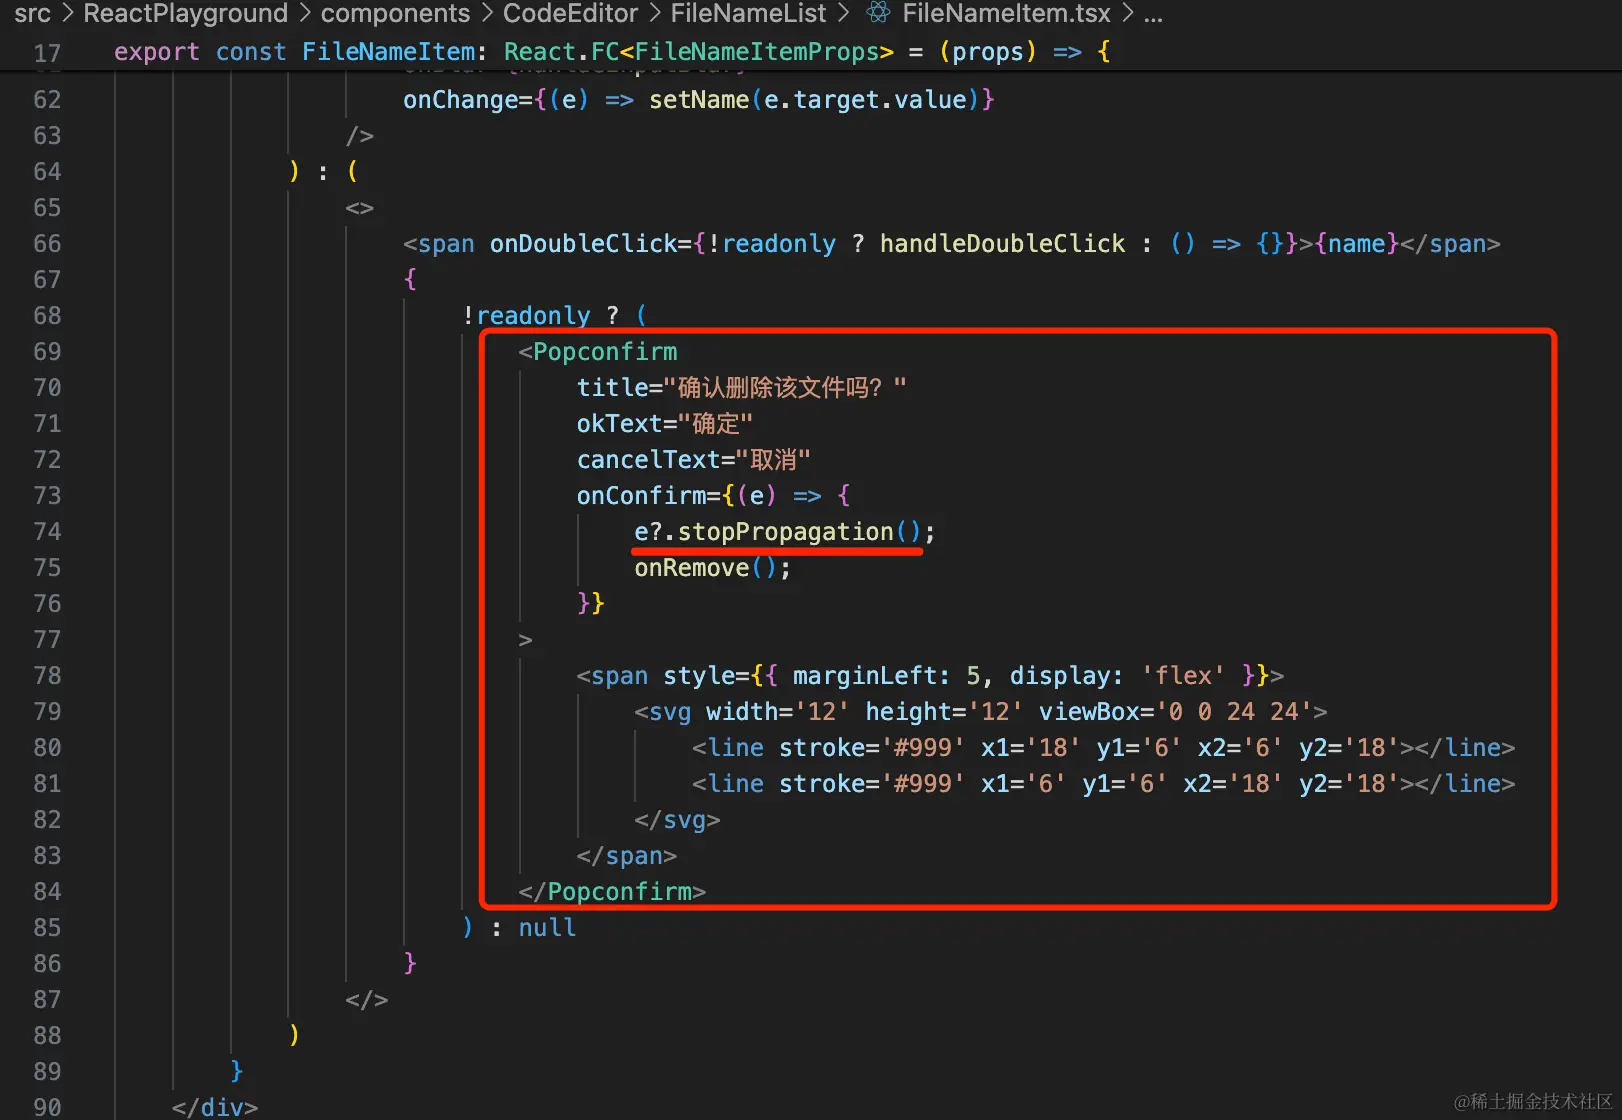 src > ReactPlayground > components > CodeEditor > FileNameList > FileNameItem.tsx > ...
17 export const FileNameItem: React.FC<FileNameItemProps> = (props) => {
62 onChange={(e) => setName(e.target.value)}
63 />
64 ) : (
65 <>
66 <span onDoubleClick={!readonly ? handleDoubleClick : () => {}}>{name}</span>
67 {
68 !readonly ? (
69 <Popconfirm
70 title="确认删除该文件吗？"
71 okText="确定"
72 cancelText="取消"
73 onConfirm={(e) => {
74 e?.stopPropagation();
75 onRemove();
76 }}
77 >
78 <span style={{ marginLeft: 5, display: 'flex' }}>
79 <svg width='12' height='12' viewBox='0 0 24 24'>
80 <line stroke='#999' x1='18' y1='6' x2='6' y2='18'></line>
81 <line stroke='#999' x1='6' y1='6' x2='18' y2='18'></line>
82 </svg>
83 </span>
84 </Popconfirm>
85 ) : null
86 }
87 </>
88 )
89 }
90 </div>
@稀土掘金技术社区